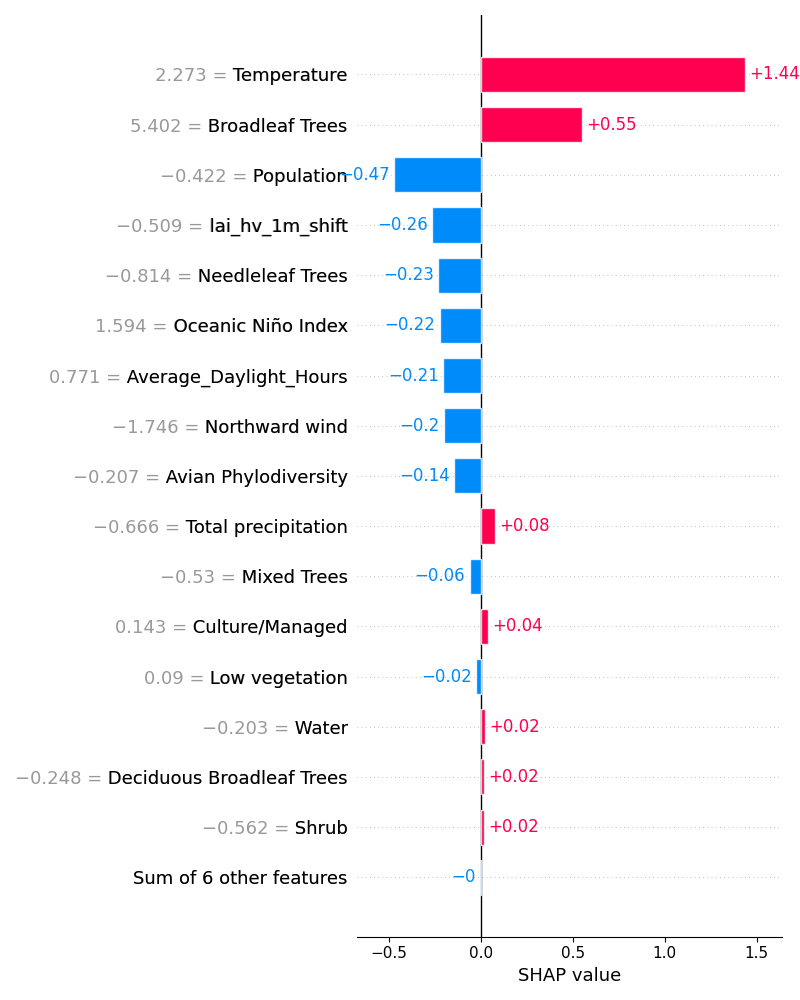 2.273 = Temperature +1.44
5.402 = Broadleaf Trees +0.55
−0.422 = Population −0.47
−0.509 = lai_hv_1m_shift −0.26
−0.814 = Needleleaf Trees −0.23
1.594 = Oceanic Niño Index −0.22
0.771 = Average_Daylight_Hours −0.21
−1.746 = Northward wind −0.2
−0.207 = Avian Phylodiversity −0.14
−0.666 = Total precipitation +0.08
−0.53 = Mixed Trees −0.06
0.143 = Culture/Managed +0.04
0.09 = Low vegetation −0.02
−0.203 = Water +0.02
−0.248 = Deciduous Broadleaf Trees +0.02
−0.562 = Shrub +0.02
Sum of 6 other features −0
−0.5 0.0 0.5 1.0 1.5
SHAP value